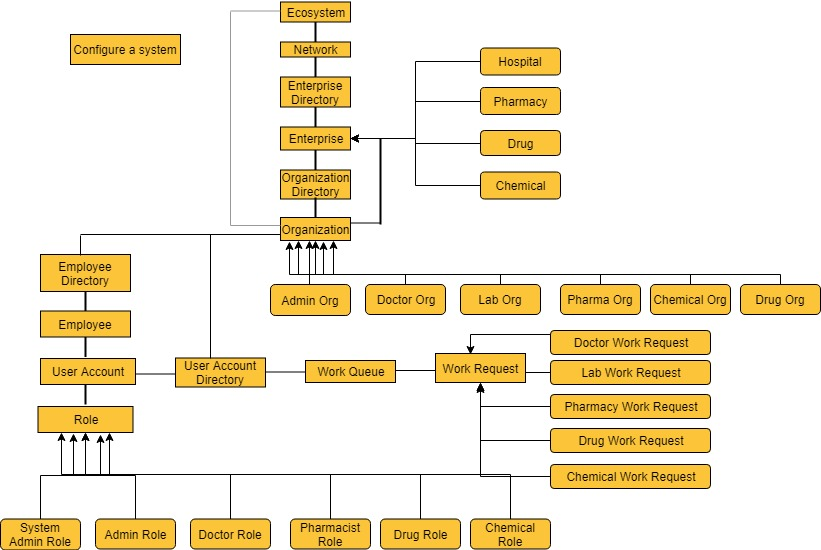 Ecosystem
Configure a system
Network
Hospital
Enterprise
Directory
Pharmacy
Enterprise
Drug
Organization
Directory
Chemical
Organization
Employee
Directory
Admin Org
Doctor Org
Lab Org
Pharma Org
Chemical Org
Drug Org
Employee
Doctor Work Request
User Account
User Account
Directory
Work Queue
Work Request
Lab Work Request
Pharmacy Work Request
Role
Drug Work Request
Chemical Work Request
System
Admin Role
Admin Role
Doctor Role
Pharmacist
Role
Drug Role
Chemical
Role